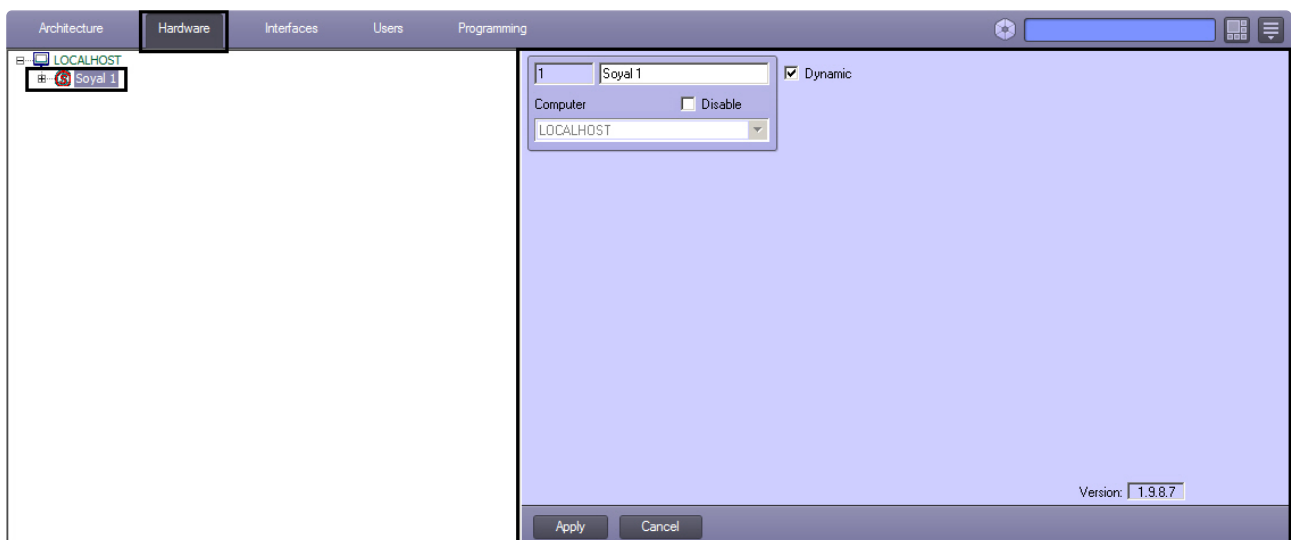 Architecture Hardware Interfaces Users Programming
LOCALHOST
Soyal 1
1 Soyal 1 Dynamic
Computer Disable
LOCALHOST
Version: 1.9.8.7
Apply Cancel